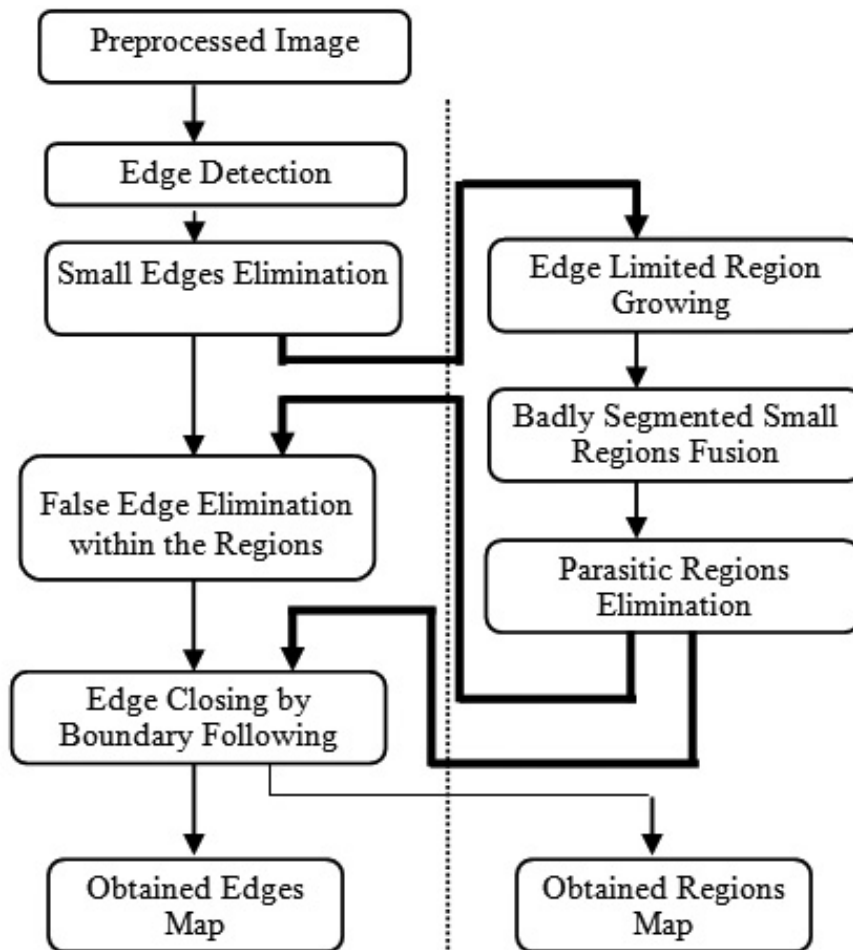 Preprocessed Image
Edge Detection
Small Edges Elimination
False Edge Elimination
within the Regions
Edge Closing by
Boundary Following
Obtained Edges
Map
Edge Limited Region
Growing
Badly Segmented Small
Regions Fusion
Parasitic Regions
Elimination
Obtained Regions
Map